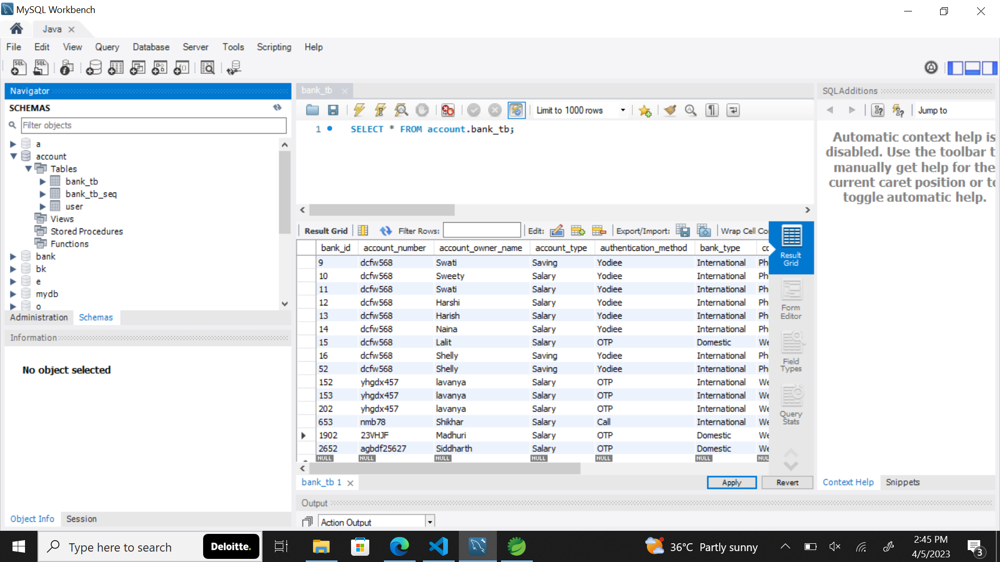 MySQL Workbench
Java
File Edit View Query Database Server Tools Scripting Help
Navigator
SCHEMAS
Filter objects
a
account
Tables
bank_tb
bank_tb_seq
user
Views
Stored Procedures
Functions
bank
bk
e
mydb
o
Administration Schemas
Information
No object selected
Object Info Session
bank_tb
Limit to 1000 rows
1 SELECT * FROM account.bank_tb;
Result Grid Filter Rows: Edit: Export/Import: Wrap Cell Co
bank_id account_number account_owner_name account_type authentication_method bank_type co
9 dcfw568 Swati Saving Yodiee International Ph
10 dcfw568 Sweety Salary Yodiee International Ph
11 dcfw568 Swati Salary Yodiee International Ph
12 dcfw568 Harshi Salary Yodiee International Ph
13 dcfw568 Harish Salary Yodiee International Ph
14 dcfw568 Naina Salary Yodiee International Ph
15 dcfw568 Lalit Salary OTP Domestic We
16 dcfw568 Shelly Saving Yodiee International Ph
52 dcfw568 Shelly Saving Yodiee International Ph
152 yhgdx457 lavanya Salary OTP International We
153 yhgdx457 lavanya Salary OTP International We
202 yhgdx457 lavanya Salary OTP International We
653 nmb78 Shikhar Salary Call International We
1902 23VHJF Madhuri Salary OTP Domestic We
2652 agbdf25627 Siddharth Salary OTP Domestic We
NULL NULL NULL NULL NULL NULL NUL
Result
Grid
Form
Editor
Field
Types
Query
Stats
bank_tb 1
Apply Revert
Output
Action Output
SQLAdditions
Jump to
Automatic context help is
disabled. Use the toolbar t
manually get help for the
current caret position or to
toggle automatic help.
Context Help Snippets
Type here to search
Deloitte.
36°C Partly sunny
2:45 PM
4/5/2023
3